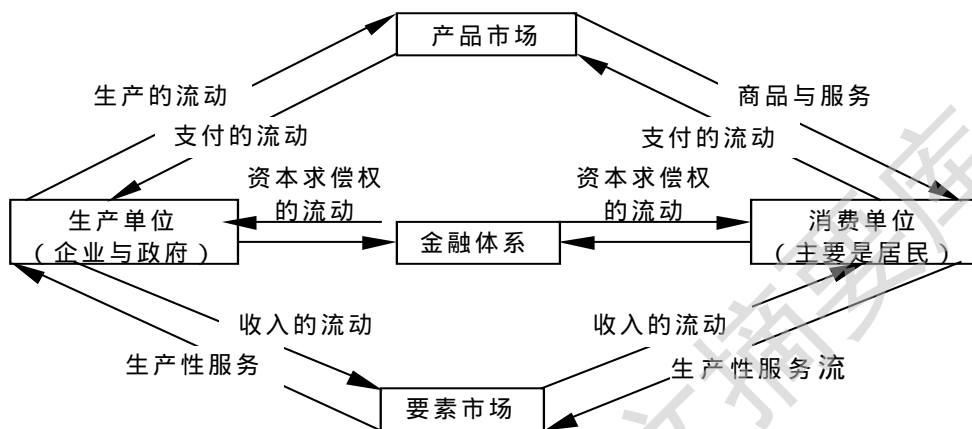 产品市场
生产的流动
商品与服务
支付的流动
支付的流动
资本求偿权
的流动
资本求偿权
的流动
生产单位
（企业与政府）
金融体系
消费单位
（主要是居民）
收入的流动
收入的流动
生产性服务
生产性服务流
要素市场
文摘要库